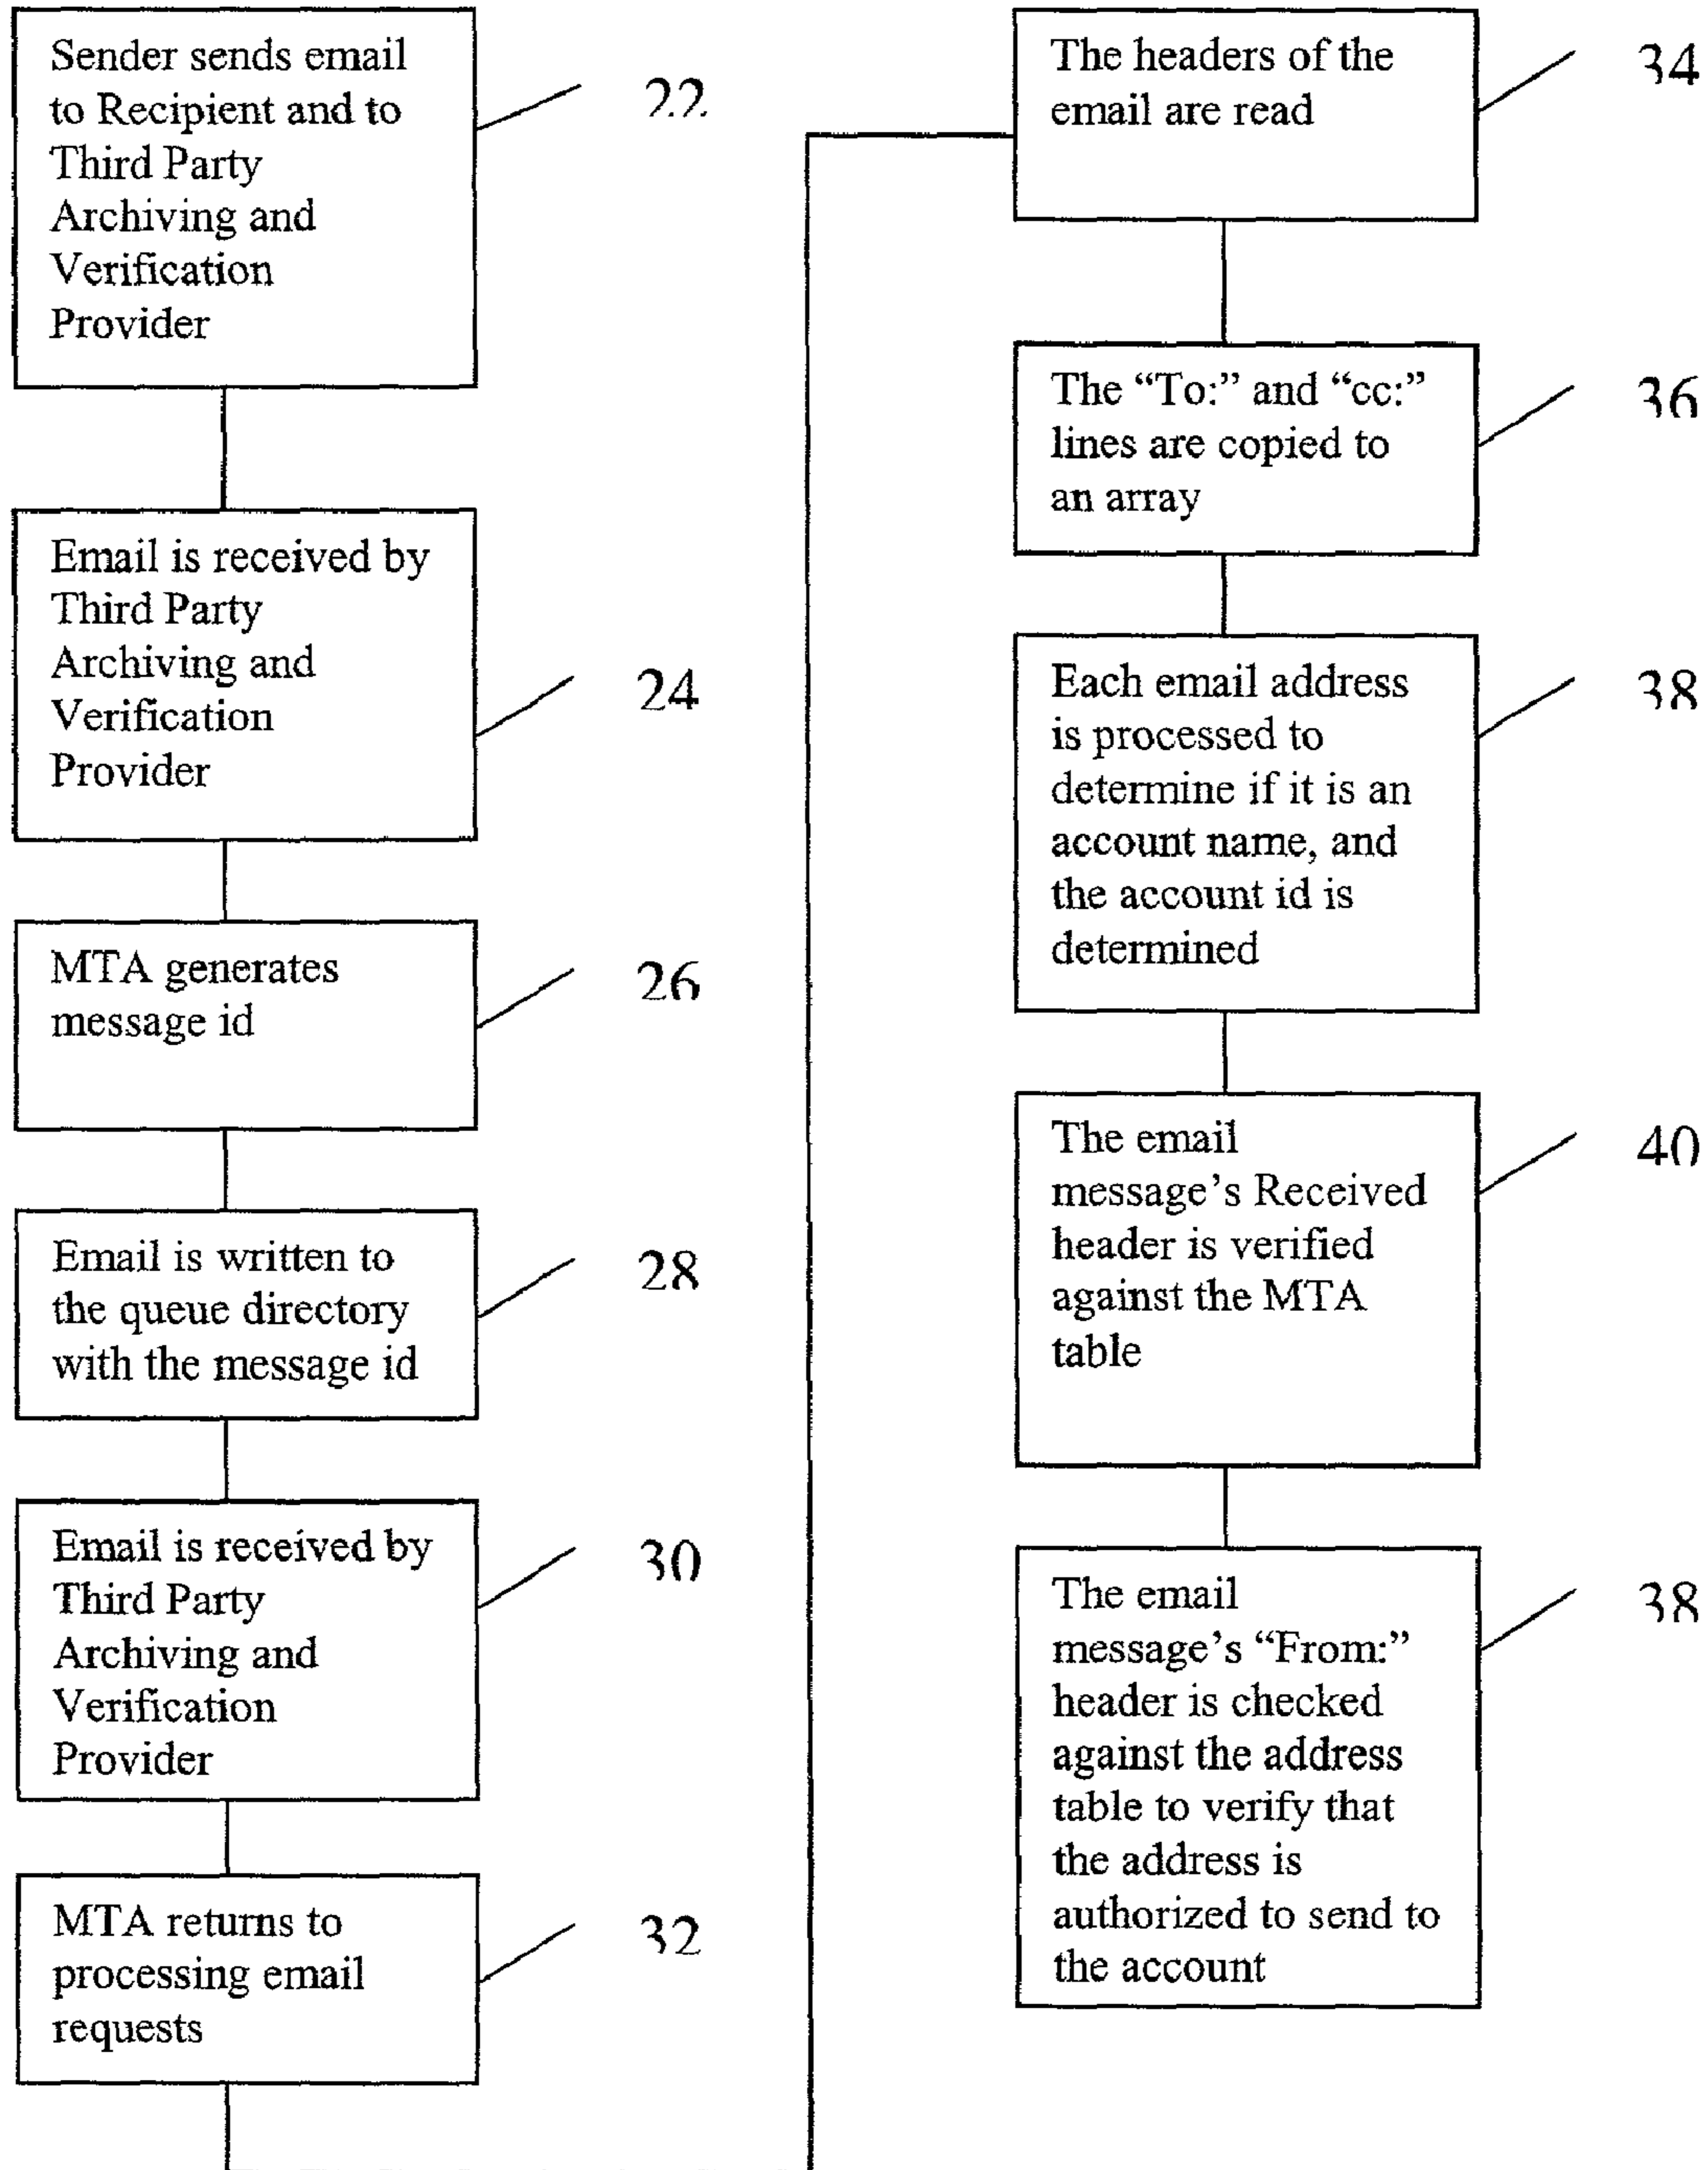 Sender sends email
to Recipient and to
Third Party
Archiving and
Verification
Provider
22
Email is received by
Third Party
Archiving and
Verification
Provider
24
MTA generates
message id
26
Email is written to
the queue directory
with the message id
28
Email is received by
Third Party
Archiving and
Verification
Provider
30
MTA returns to
processing email
requests
32
The headers of the
email are read
34
The “To:” and “cc:”
lines are copied to
an array
36
Each email address
is processed to
determine if it is an
account name, and
the account id is
determined
38
The email
message’s Received
header is verified
against the MTA
table
40
The email
message’s “From:”
header is checked
against the address
table to verify that
the address is
authorized to send to
the account
38